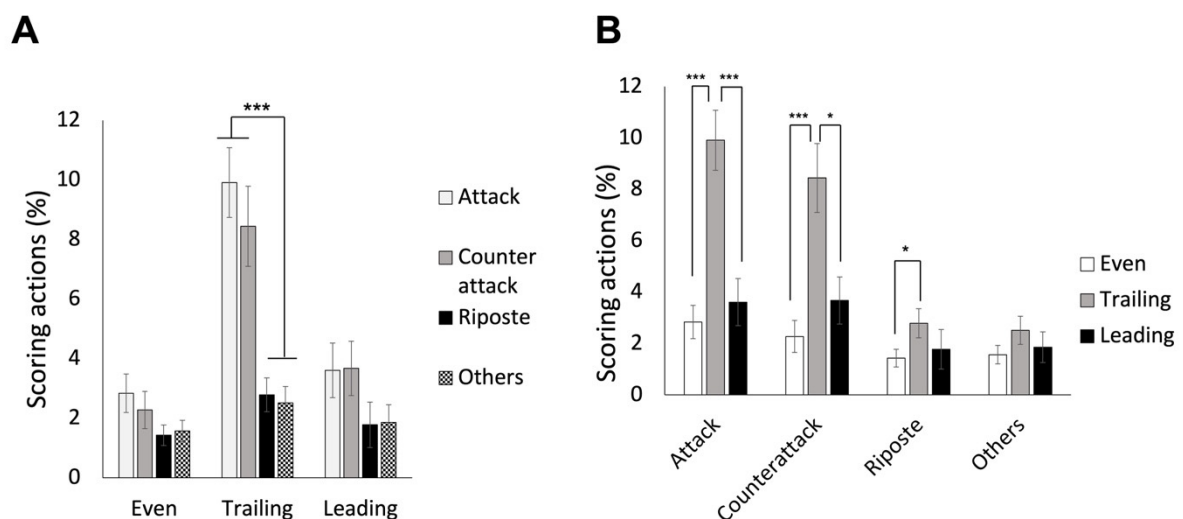 A
Scoring actions (%)
12
10
8
6
4
2
0
***
Even
Trailing
Leading
Attack
Counter
attack
Riposte
Others
B
Scoring actions (%)
12
10
8
6
4
2
0
*** ***
*** *
*
Attack
Counterattack
Riposte
Others
Even
Trailing
Leading